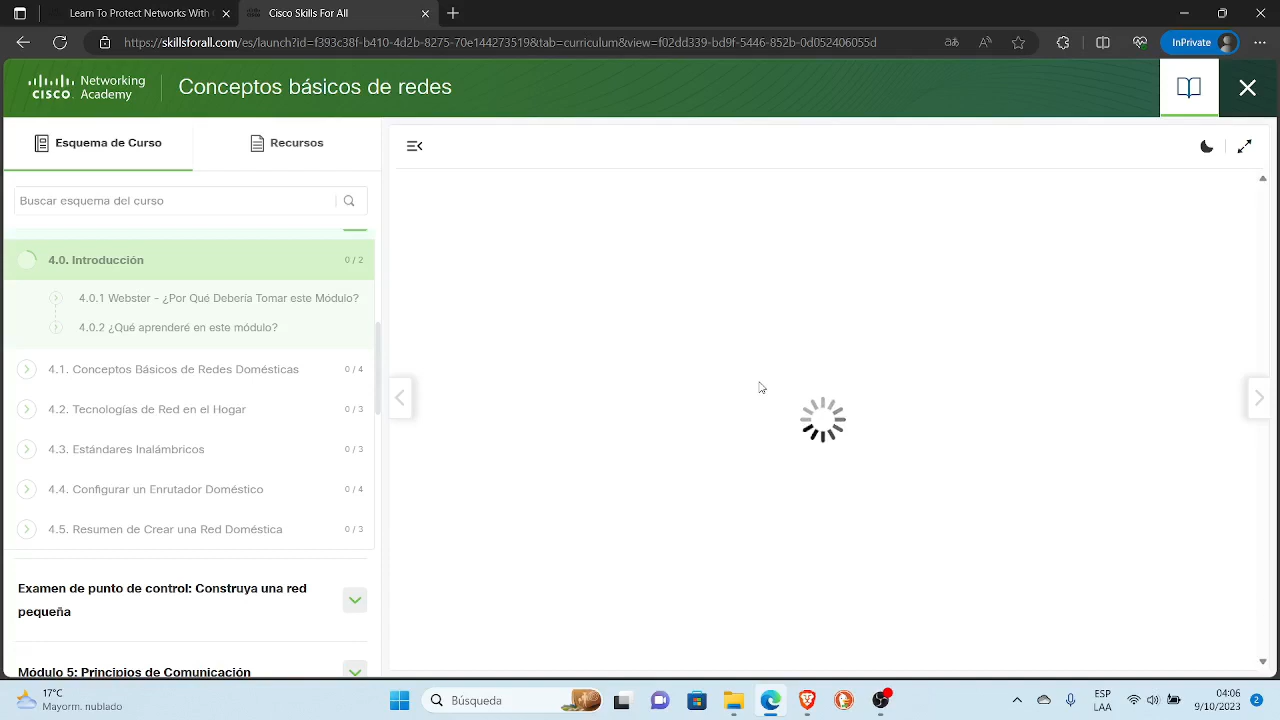 Learn To Protect Networks With
Cisco Skills For All
https://skillsforall.com/es/launch?id=f393c38f-b410-4d2b-8275-70e
&tab=curriculum&view=f02dd339-bd9f-5446-852b-0d052406055d
InPrivate
CISCO
Networking
Academy
Conceptos básicos de redes
Esquema de Curso
Recursos
Buscar esquema del curso
4.0. Introducción 0 / 2
4.0.1 Webster - ¿Por Qué Debería Tomar este Módulo?
4.0.2 ¿Qué aprenderé en este módulo?
4.1. Conceptos Básicos de Redes Domésticas 0 / 4
4.2. Tecnologías de Red en el Hogar 0 / 3
4.3. Estándares Inalámbricos 0 / 3
4.4. Configurar un Enrutador Doméstico 0 / 4
4.5. Resumen de Crear una Red Doméstica 0 / 3
Examen de punto de control: Construya una red
pequeña
Módulo 5: Principios de Comunicación
17°C
Mayorm. nublado
Búsqueda
ESP
LAA
04:06
9/10/2023
2